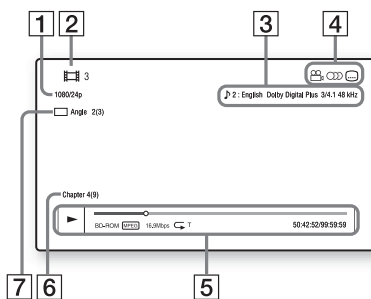 1 2 3 4
3
1080/24p
2 : English Dolby Digital Plus 3/4.1 48 kHz
Angle 2(3)
Chapter 4(9)
BD-ROM MPEG 16.9Mbps T 50:42:52/99:59:59
7 6 5